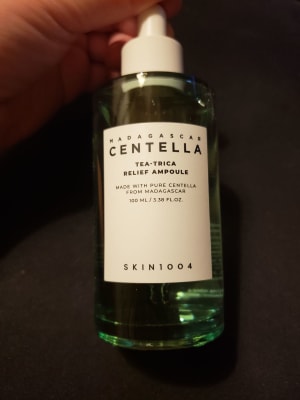 MADAGASCAR
CENTELLA
TEA-TRICA
RELIEF AMPOULE
MADE WITH PURE CENTELLA
FROM MADAGASCAR
100 ML / 3.38 FL.OZ.
SKIN1004